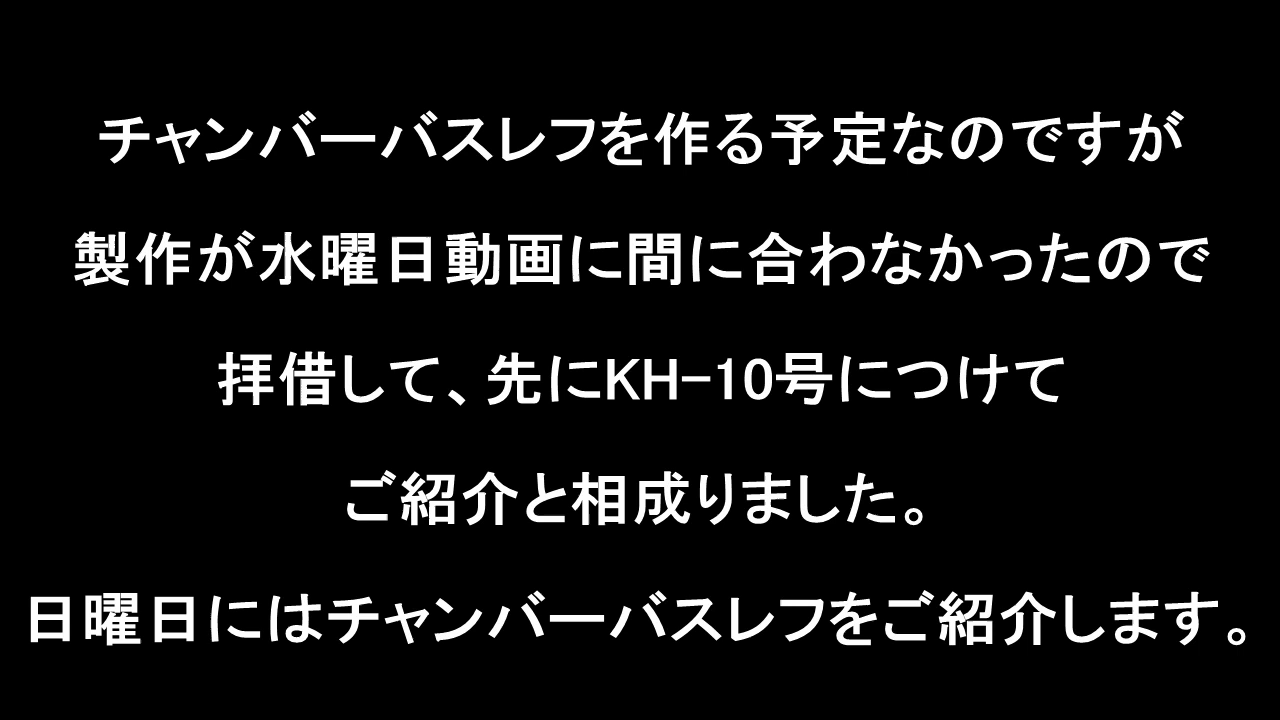 チャンバーバスレフを作る予定なのですが
製作が水曜日動画に間に合わなかったので
拝借して、先にKH-10号につけて
ご紹介と相成りました。
日曜日にはチャンバーバスレフをご紹介します。